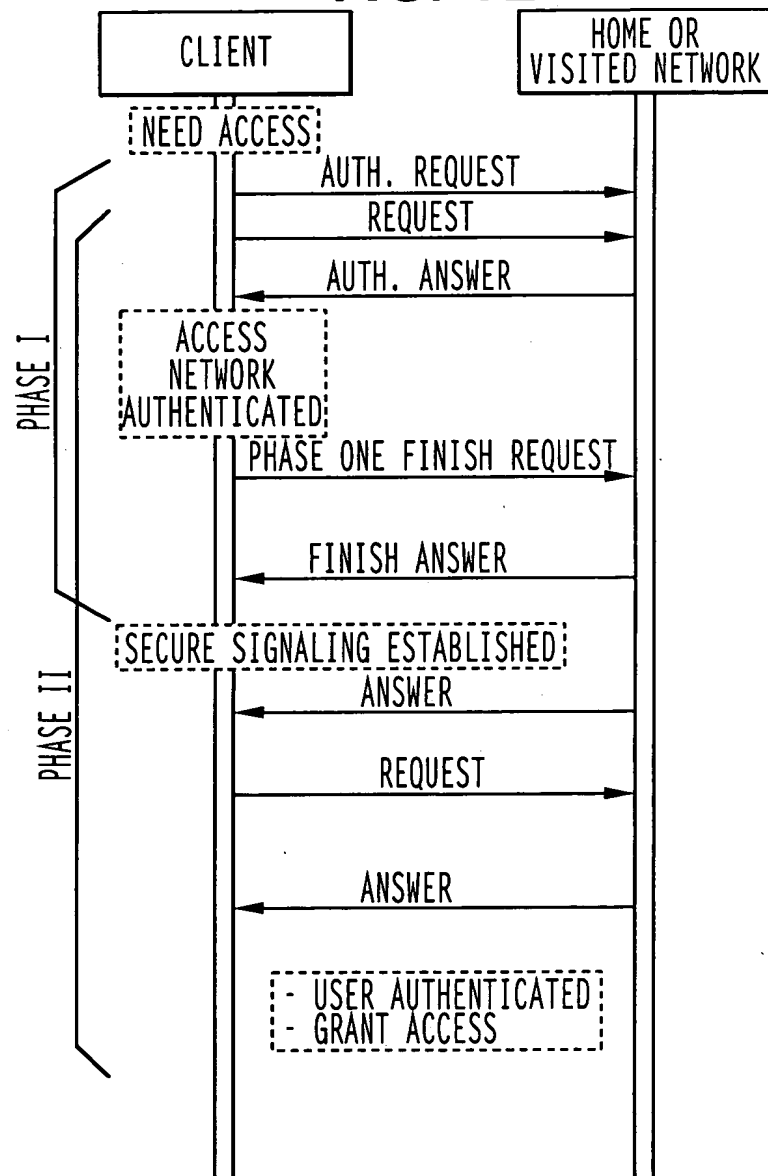 CLIENT
HOME OR
VISITED NETWORK
NEED ACCESS
AUTH. REQUEST
REQUEST
AUTH. ANSWER
ACCESS
NETWORK
AUTHENTICATED
PHASE I
PHASE ONE FINISH REQUEST
FINISH ANSWER
SECURE SIGNALING ESTABLISHED
ANSWER
PHASE II
REQUEST
ANSWER
- USER AUTHENTICATED
- GRANT ACCESS